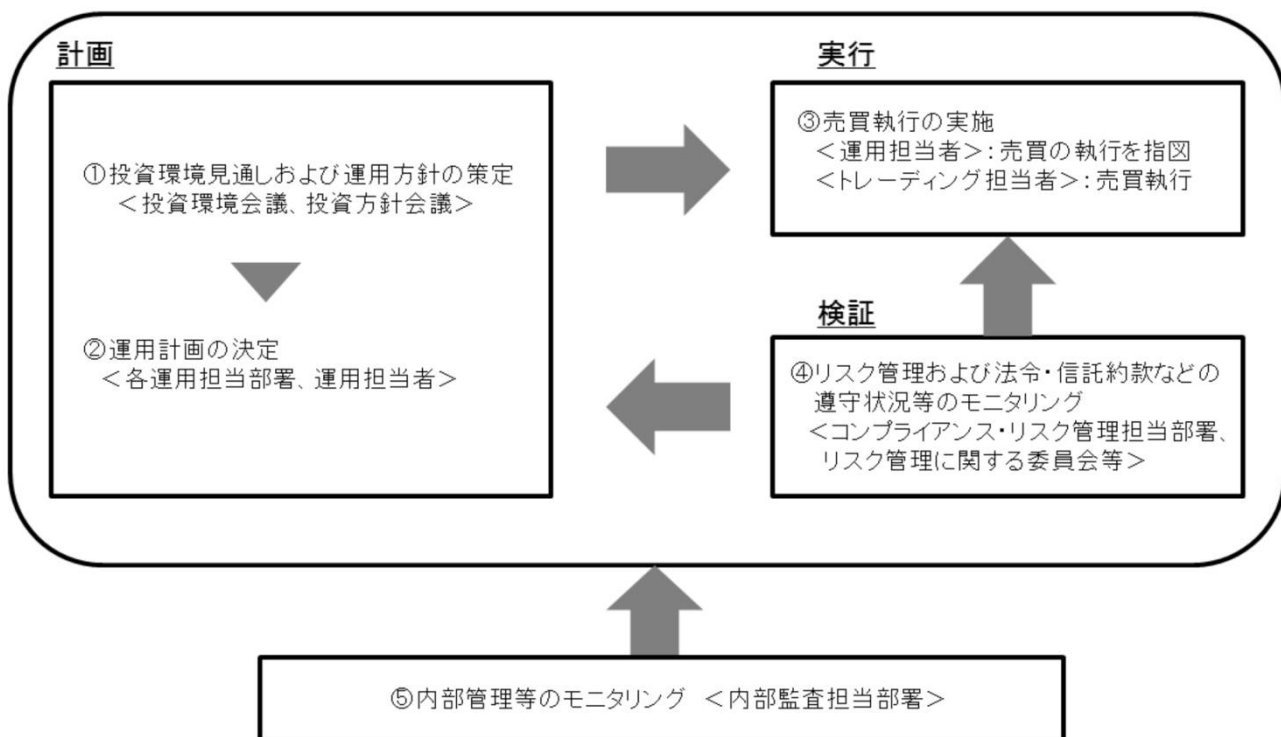 計画
①投資環境見通しおよび運用方針の策定
＜投資環境会議、投資方針会議＞
②運用計画の決定
＜各運用担当部署、運用担当者＞
実行
③売買執行の実施
＜運用担当者＞：売買の執行を指図
＜トレーディング担当者＞：売買執行
検証
④リスク管理および法令・信託約款などの
遵守状況等のモニタリング
＜コンプライアンス・リスク管理担当部署、
リスク管理に関する委員会等＞
⑤内部管理等のモニタリング ＜内部監査担当部署＞